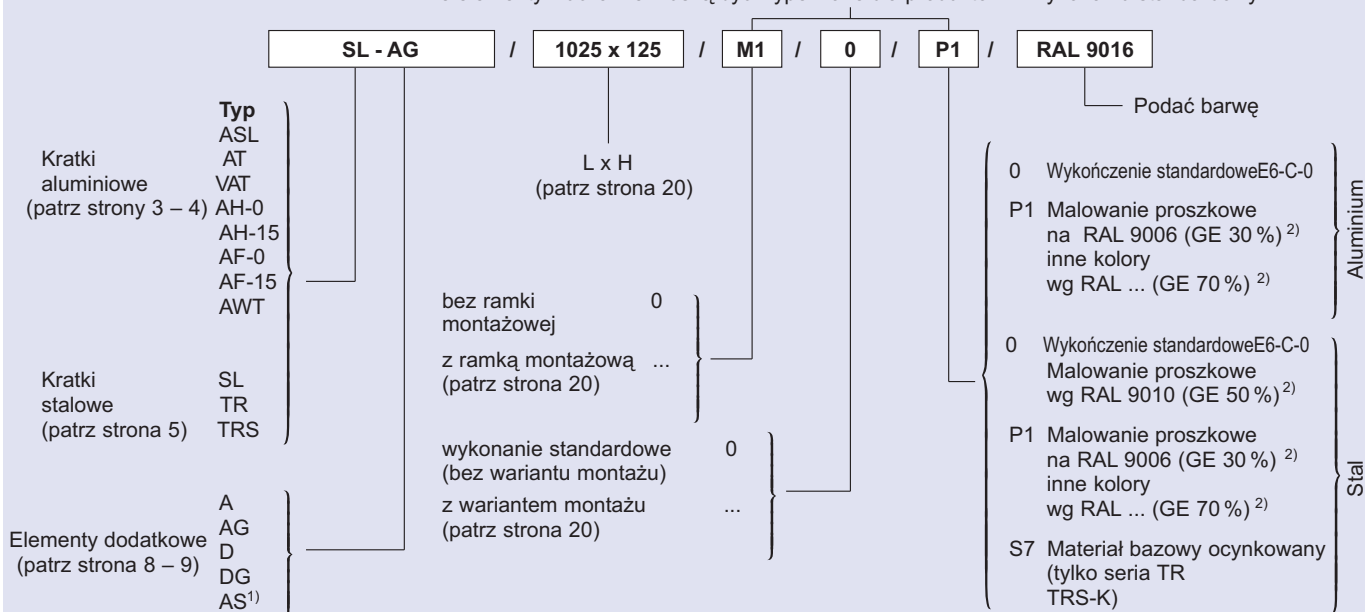 SL - AG / 1025 x 125 / M1 / 0 / P1 / RAL 9016
Podać barwę
L x H
(patrz strona 20)
Typ
Kratki
aluminiowe
(patrz strony 3 – 4)
ASL
AT
VAT
AH-0
AH-15
AF-0
AF-15
AWT
Kratki
stalowe
(patrz strona 5)
SL
TR
TRS
Elementy dodatkowe
(patrz strona 8 – 9)
A
AG
D
DG
AS1)
bez ramki 0
montażowej
z ramką montażową ...
(patrz strona 20)
wykonanie standardowe 0
(bez wariantu montażu)
z wariantem montażu ...
(patrz strona 20)
0 Wykończenie standardoweE6-C-0
P1 Malowanie proszkowe
na RAL 9006 (GE 30 %) 2)
inne kolory
wg RAL ... (GE 70 %) 2)
Aluminium
0 Wykończenie standardoweE6-C-0
Malowanie proszkowe
wg RAL 9010 (GE 50 %) 2)
P1 Malowanie proszkowe
na RAL 9006 (GE 30 %) 2)
inne kolory
wg RAL ... (GE 70 %) 2)
S7 Materiał bazowy ocynkowany
(tylko seria TR
TRS-K)
Stal